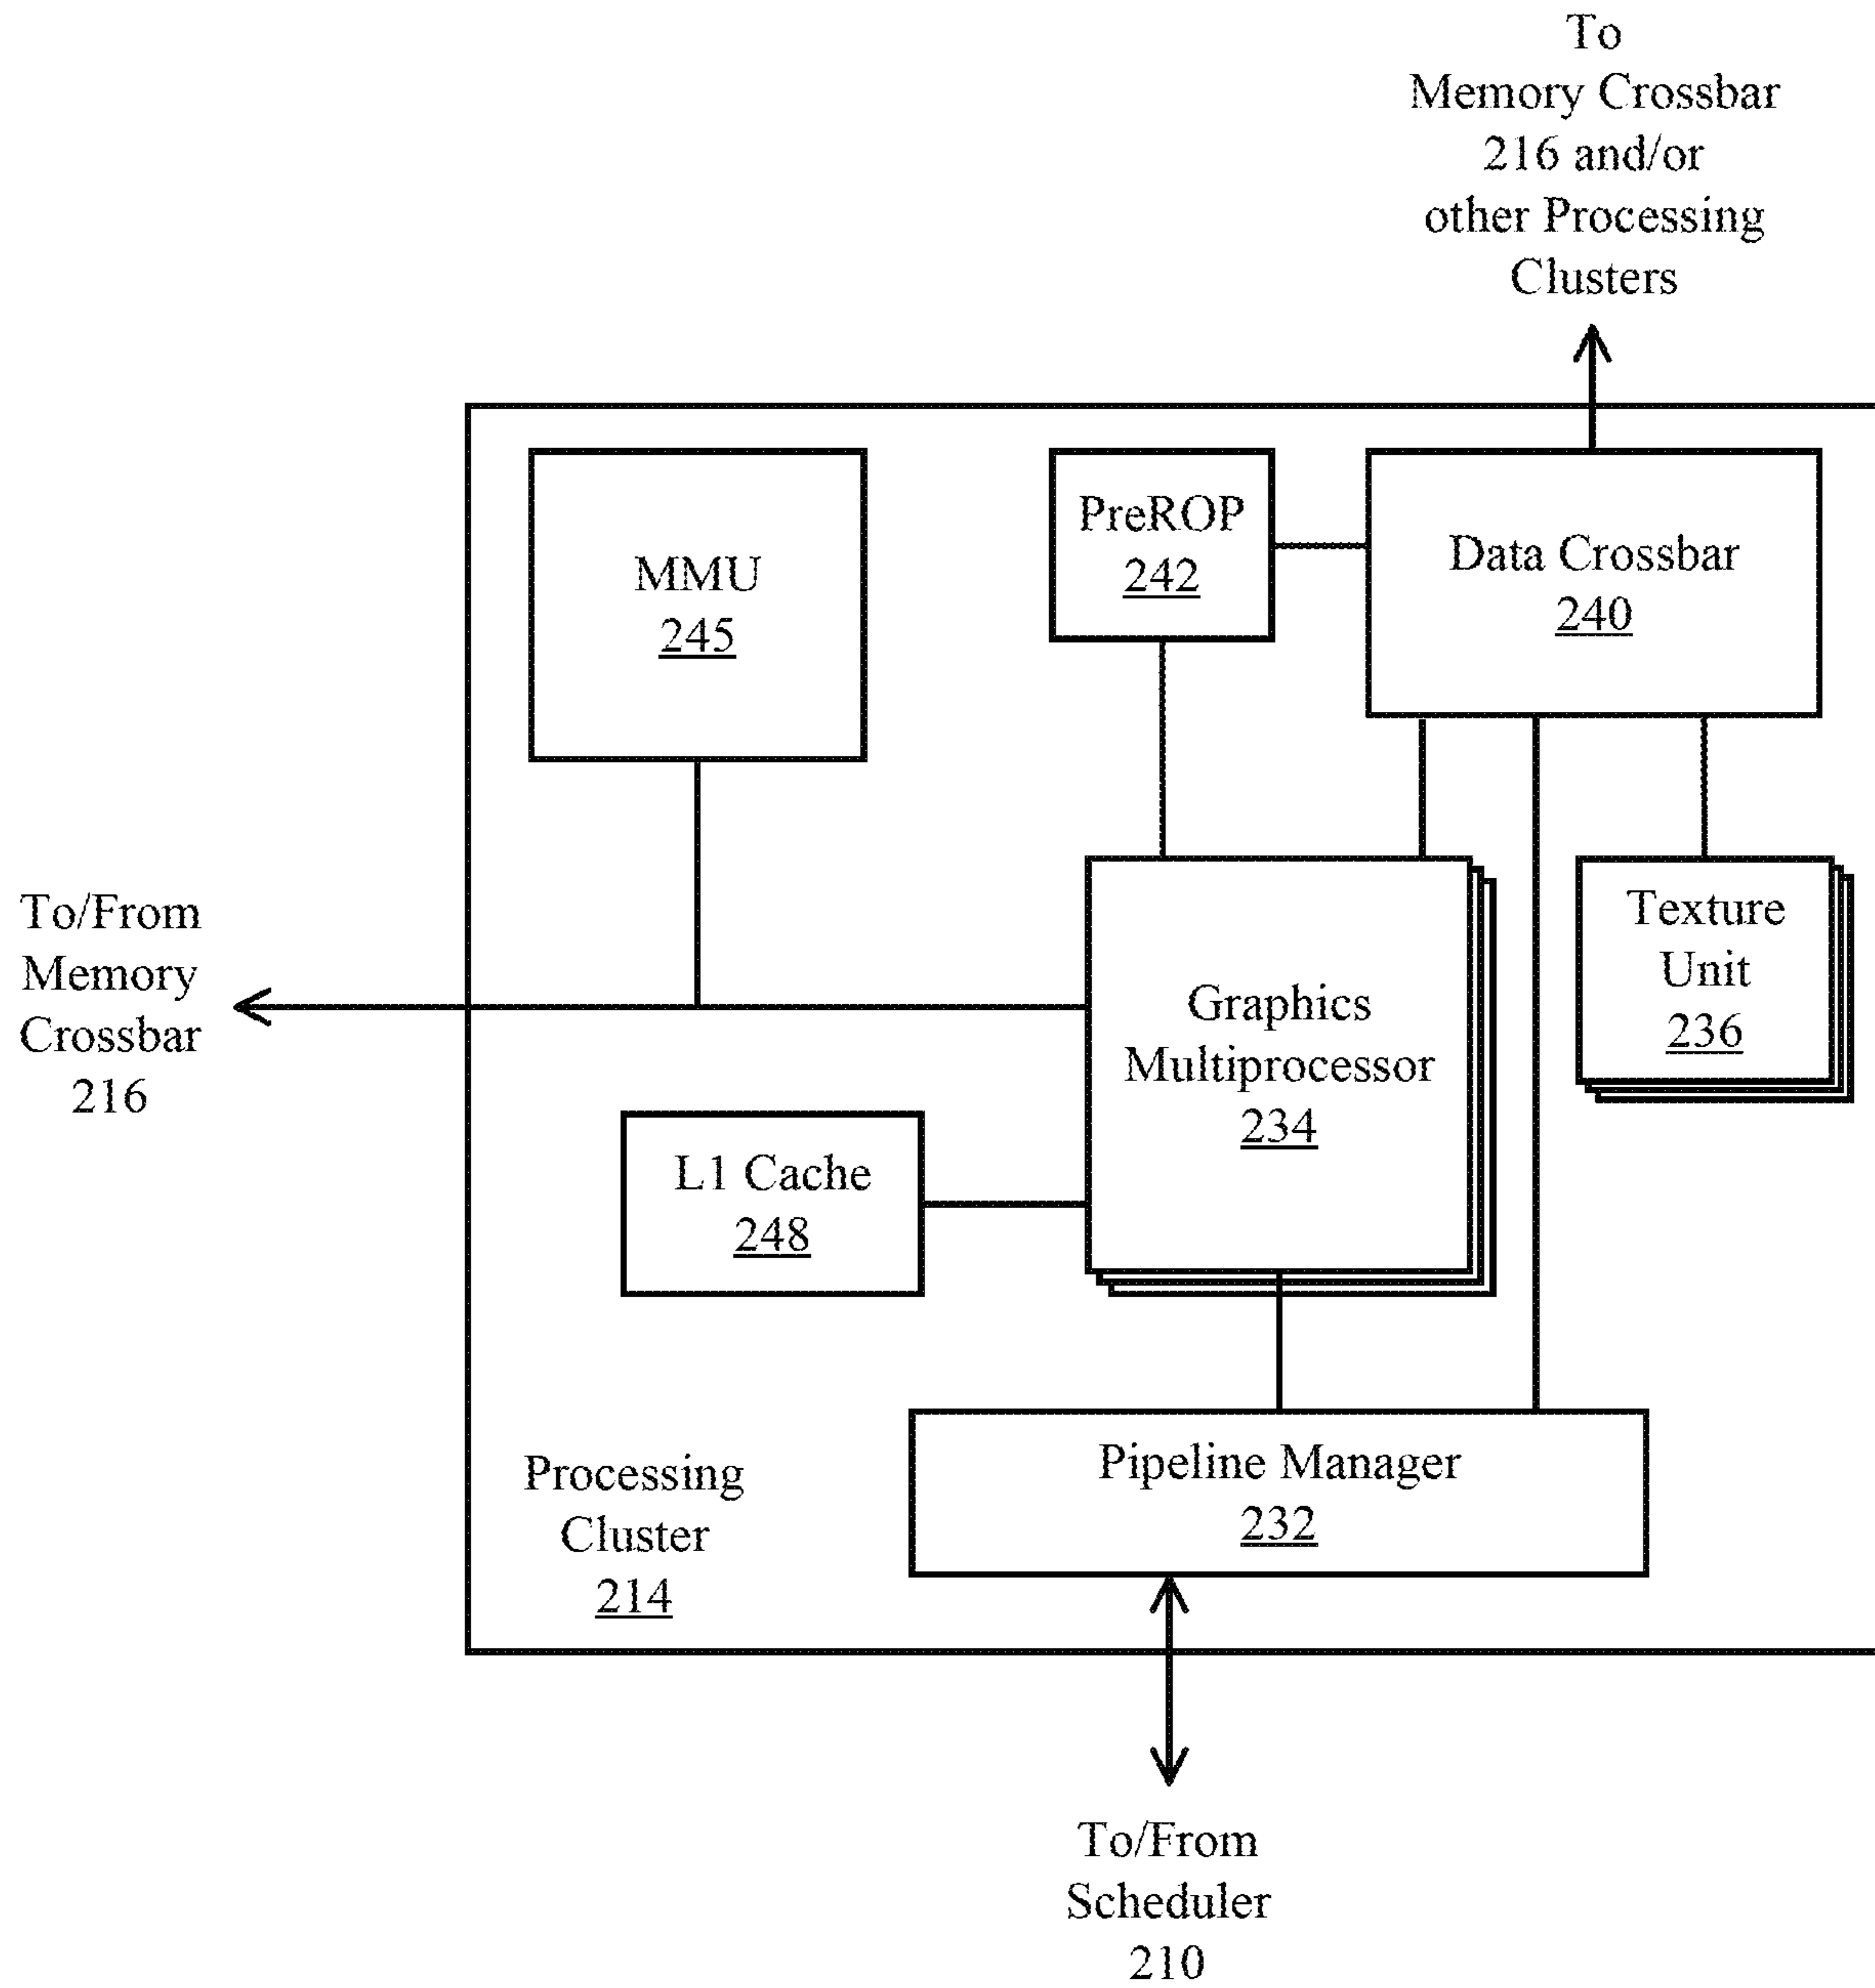 To
Memory Crossbar
216 and/or
other Processing
Clusters
MMU
245
PreROP
242
Data Crossbar
240
To/From
Memory
Crossbar
216
Graphics
Multiprocessor
234
Texture
Unit
236
L1 Cache
248
Processing
Cluster
214
Pipeline Manager
232
To/From
Scheduler
210